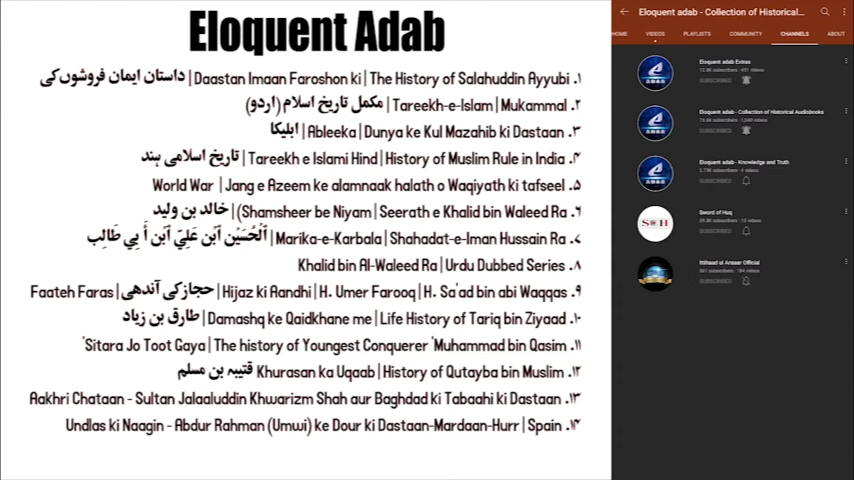 Eloquent Adab
داستان ایمان فروشوں کی | Daastan Imaan Faroshon ki | The History of Salahuddin Ayyubi .۱
مکمل تاریخ اسلام (اردو) | Tareekh-e-Islam | Mukammal .۲
ابلیکا | Ableeka | Dunya ke Kul Mazahib ki Dastaan .۳
تاریخ اسلامی ہند | Tareekh e Islami Hind | History of Muslim Rule in India .۴
World War | Jang e Azeem ke alamnaak halath o Waqiyath ki tafseel .۵
خالد بن ولید (Shamsheer be Niyam | Seerath e Khalid bin Waleed Ra .۶
اَلْحُسَيْن ٱبْن عَلِيّ ٱبْن أَبِي طَالِب | Marika-e-Karbala | Shahadat-e-Iman Hussain Ra .۷
Khalid bin Al-Waleed Ra | Urdu Dubbed Series .۸
Faateh Faras | حجاز کی آندھی | Hijaz ki Aandhi | H. Umer Farooq | H. Sa'ad bin abi Waqqas .۹
طارق بن زیاد | Damashq ke Qaidkhane me | Life History of Tariq bin Ziyaad .۱۰
'Sitara Jo Toot Gaya | The history of Youngest Conquerer 'Muhammad bin Qasim .۱۱
قتیبہ بن مسلم Khurasan ka Uqaab | History of Qutayba bin Muslim .۱۲
Aakhri Chataan - Sultan Jalaaluddin Khwarizm Shah aur Baghdad ki Tabaahi ki Dastaan .۱۳
Undlas ki Naagin - Abdur Rahman (Umwi) ke Dour ki Dastaan-Mardaan-Hurr | Spain .۱۴
Eloquent adab - Collection of Historical...
HOME VIDEOS PLAYLISTS COMMUNITY CHANNELS ABOUT
Eloquent adab Extras
SUBSCRIBED
Eloquent adab - Collection of Historical Audiobooks
SUBSCRIBED
Eloquent adab - Knowledge and Truth
SUBSCRIBED
Sword of Huq
SUBSCRIBED
Ittihaad ul Ansaar Official
SUBSCRIBED